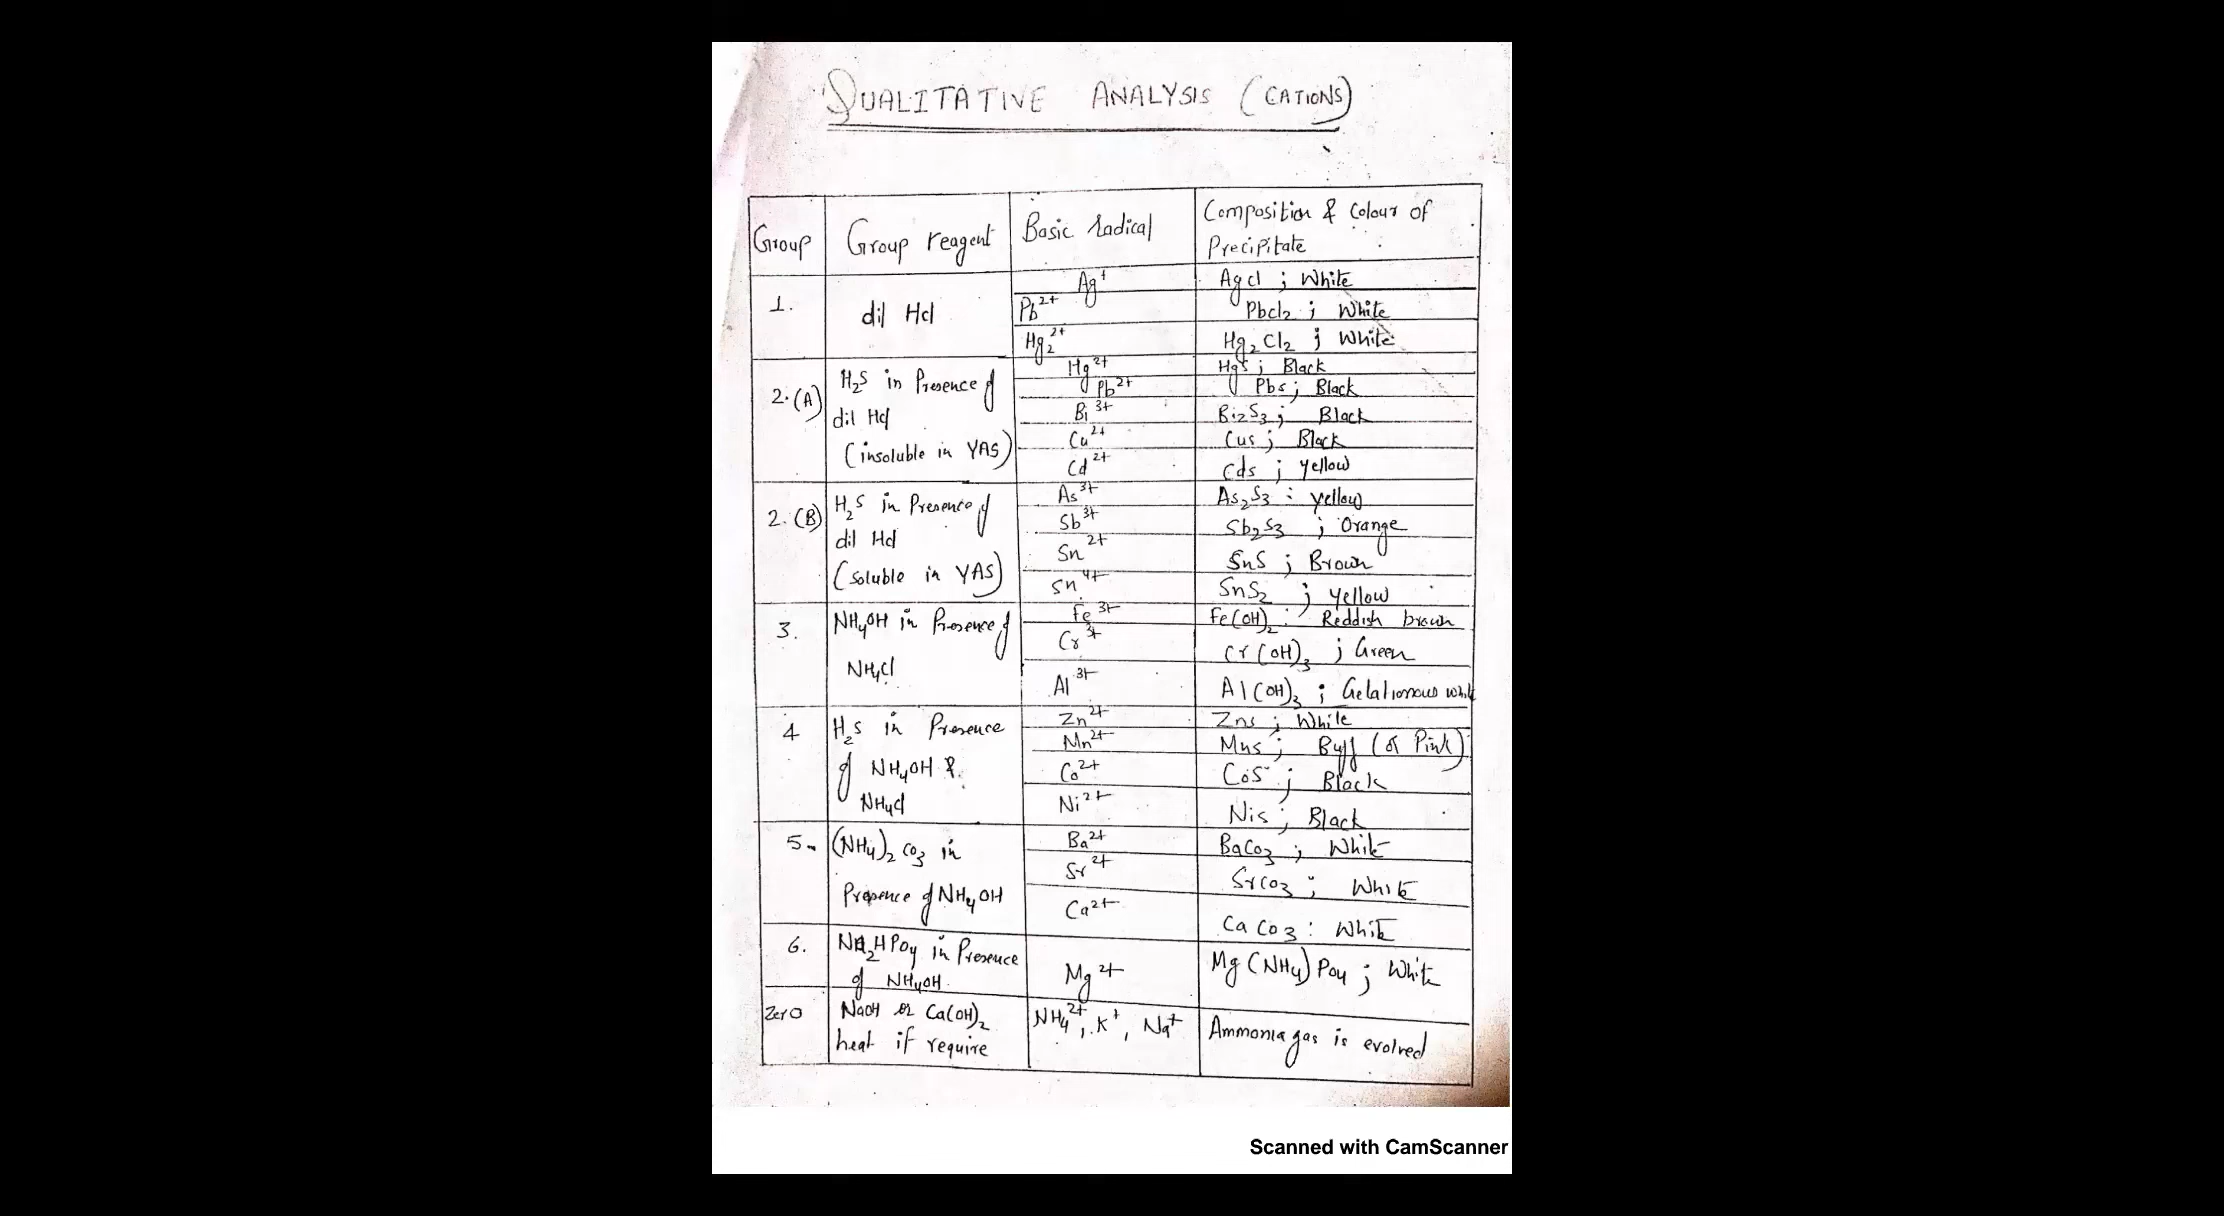 QUALITATIVE ANALYSIS (CATIONS)
Group Group reagent Basic radical Composition & Colour of Precipitate
1. dil Hcl
Ag+ Agcl ; White
Pb2+ Pbcl2 ; White
Hg2 2+ Hg2Cl2 ; White
2.(A) H2S in Presence of dil Hcl (insoluble in YAS)
Hg2+ Hgs ; Black
Pb2+ Pbs ; Black
Bi3+ Bi2S3 ; Black
Cu2+ Cus ; Black
Cd2+ Cds ; yellow
2.(B) H2S in Presence of dil Hcl (soluble in YAS)
As3+ As2S3 : yellow
Sb3+ Sb2S3 ; Orange
Sn2+ SnS ; Brown
Sn4+ SnS2 ; yellow
3. NH4OH in Presence of NH4Cl
Fe3+ Fe(OH)2 : Reddish brown
Cr3+ Cr(OH)3 ; Green
Al3+ Al(OH)3 ; Gelationous white
4 H2S in Presence of NH4OH & NH4Cl
Zn2+ Zns ; White
Mn2+ Mns ; Buff (or Pink)
Co2+ CoS ; Black
Ni2+ Nis ; Black
5. (NH4)2 CO3 in Presence of NH4OH
Ba2+ BaCO3 ; White
Sr2+ SrCO3 ; White
Ca2+ CaCO3 : White
6. Na2HPO4 in Presence of NH4OH
Mg2+ Mg(NH4)PO4 ; White
Zero NaOH or Ca(OH)2 heat if require
NH4 2+, K+, Na+ Ammonia gas is evolved
Scanned with CamScanner